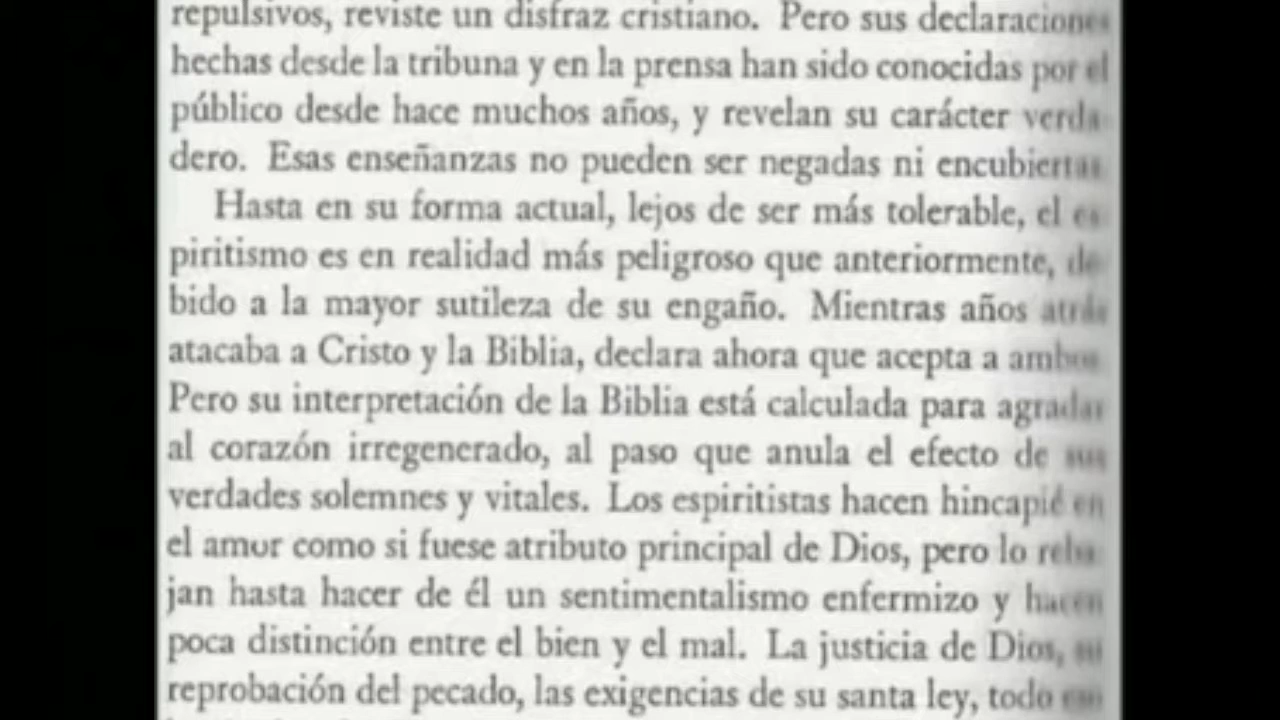 repulsivos, reviste un disfraz cristiano. Pero sus declaraciones
hechas desde la tribuna y en la prensa han sido conocidas por el
público desde hace muchos años, y revelan su carácter verda-
dero. Esas enseñanzas no pueden ser negadas ni encubiertas
Hasta en su forma actual, lejos de ser más tolerable, el es-
piritismo es en realidad más peligroso que anteriormente, de-
bido a la mayor sutileza de su engaño. Mientras años atrás
atacaba a Cristo y la Biblia, declara ahora que acepta a ambos
Pero su interpretación de la Biblia está calculada para agradar
al corazón irregenerado, al paso que anula el efecto de sus
verdades solemnes y vitales. Los espiritistas hacen hincapié en
el amor como si fuese atributo principal de Dios, pero lo reba-
jan hasta hacer de él un sentimentalismo enfermizo y hacen
poca distinción entre el bien y el mal. La justicia de Dios, su
reprobación del pecado, las exigencias de su santa ley, todo eso